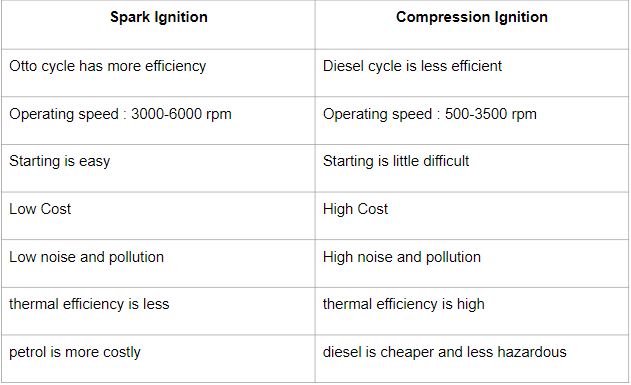 Spark Ignition Compression Ignition
Otto cycle has more efficiency Diesel cycle is less efficient
Operating speed : 3000-6000 rpm Operating speed : 500-3500 rpm
Starting is easy Starting is little difficult
Low Cost High Cost
Low noise and pollution High noise and pollution
thermal efficiency is less thermal efficiency is high
petrol is more costly diesel is cheaper and less hazardous